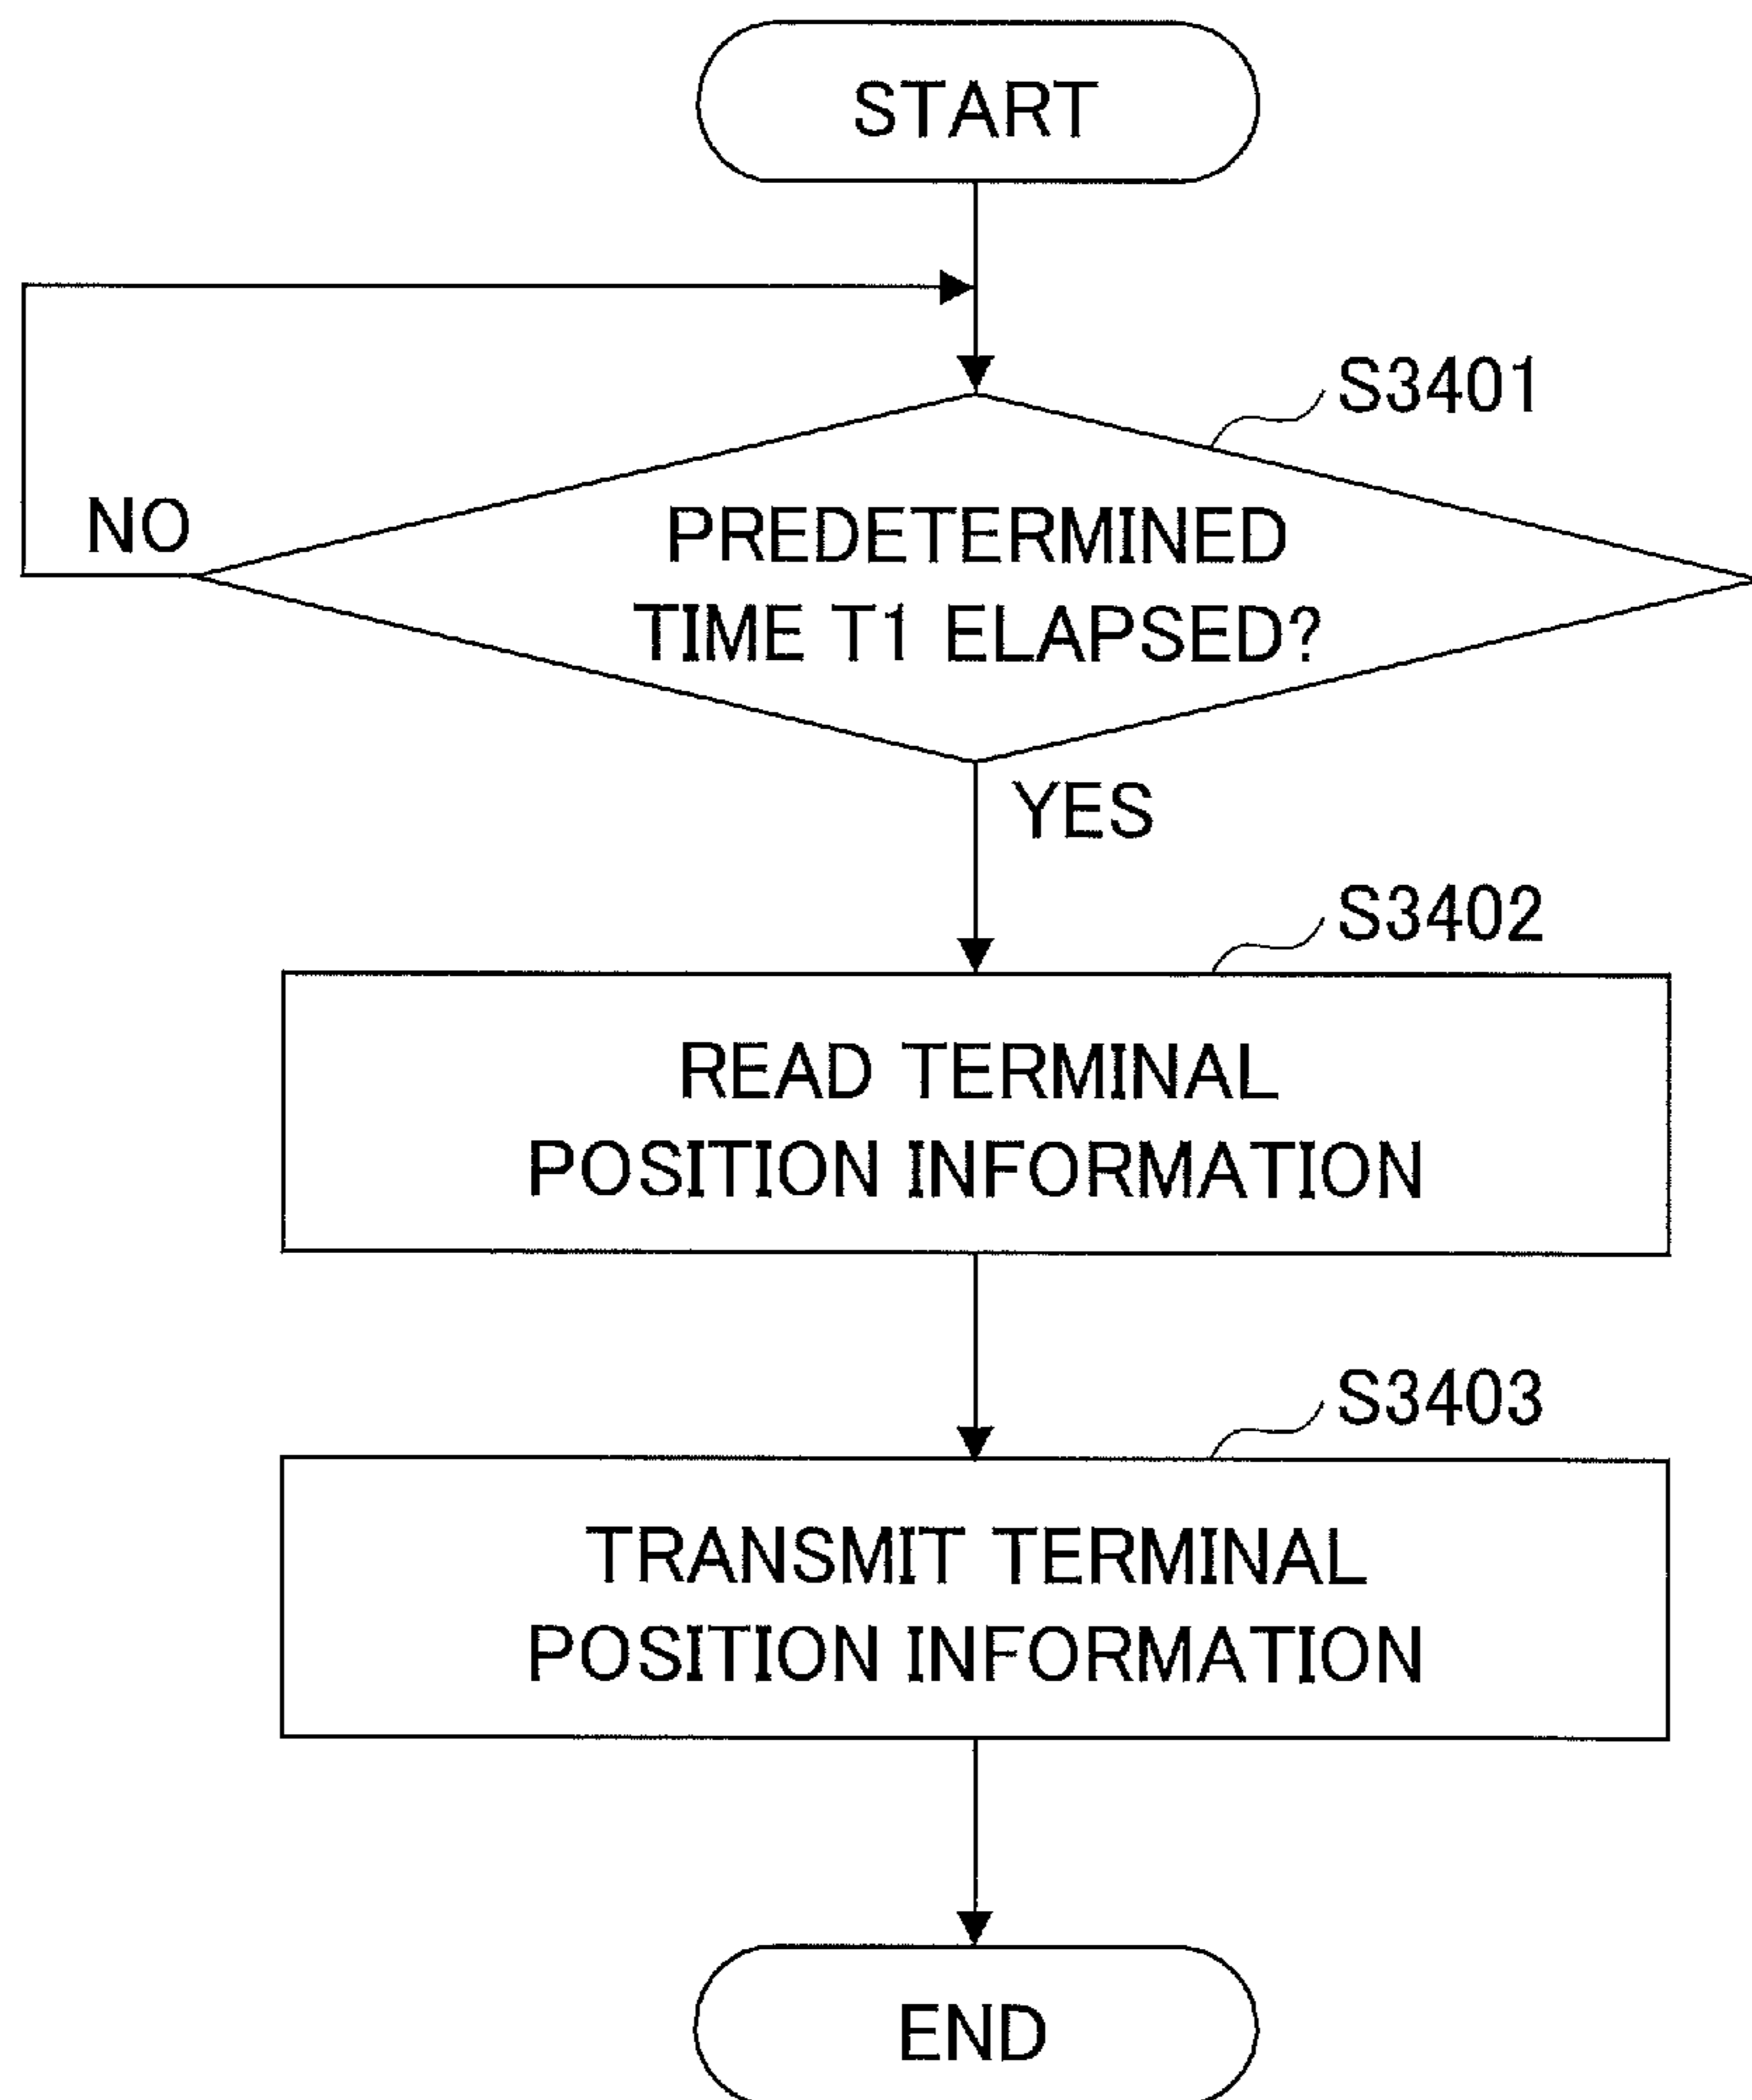 START
S3401
NO
PREDETERMINED
TIME T1 ELAPSED?
YES
S3402
READ TERMINAL
POSITION INFORMATION
S3403
TRANSMIT TERMINAL
POSITION INFORMATION
END